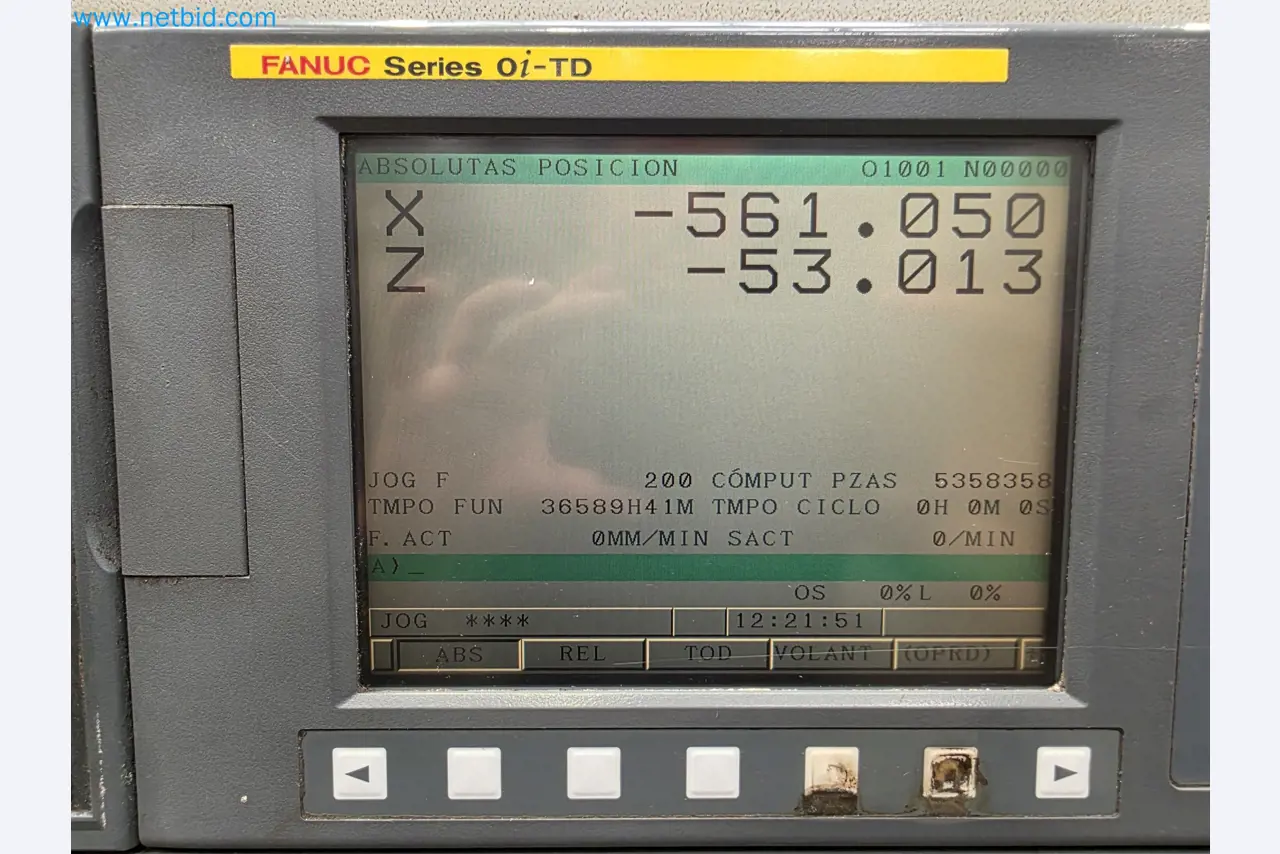 www.netbid.com
FANUC Series 0i-TD
ABSOLUTAS POSICION O1001 N00000
X -561.050
Z -53.013
JOG F 200 CÓMPUT PZAS 5358358
TMPO FUN 36589H41M TMPO CICLO 0H 0M 0S
F. ACT 0MM/MIN SACT 0/MIN
A)_
OS 0% L 0%
JOG **** 12:21:51
ABS REL TOD VOLANT (OPRD)